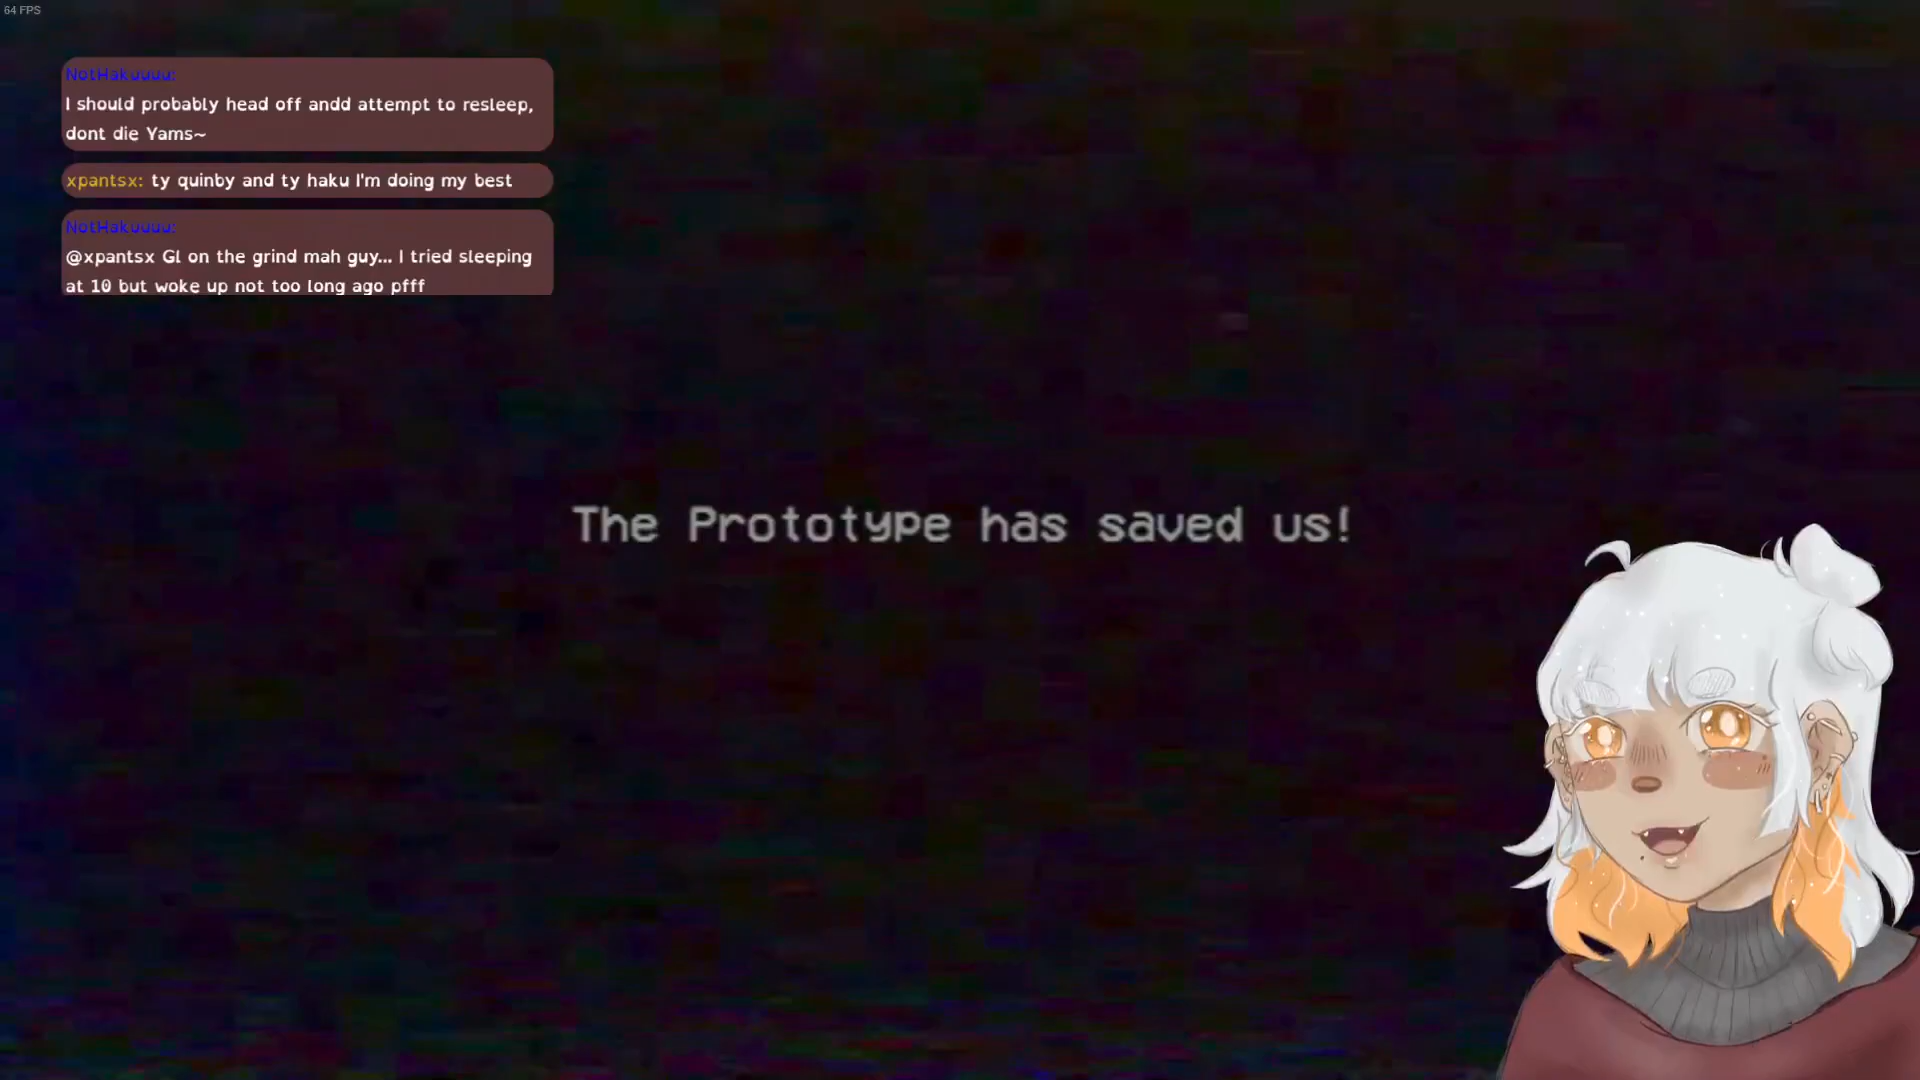 64 FPS
NotHakuuuu:
I should probably head off andd attempt to resleep,
dont die Yams~
xpantsx: ty quinby and ty haku I'm doing my best
NotHakuuuu:
@xpantsx Gl on the grind mah guy... I tried sleeping
at 10 but woke up not too long ago pfff
The Prototype has saved us!